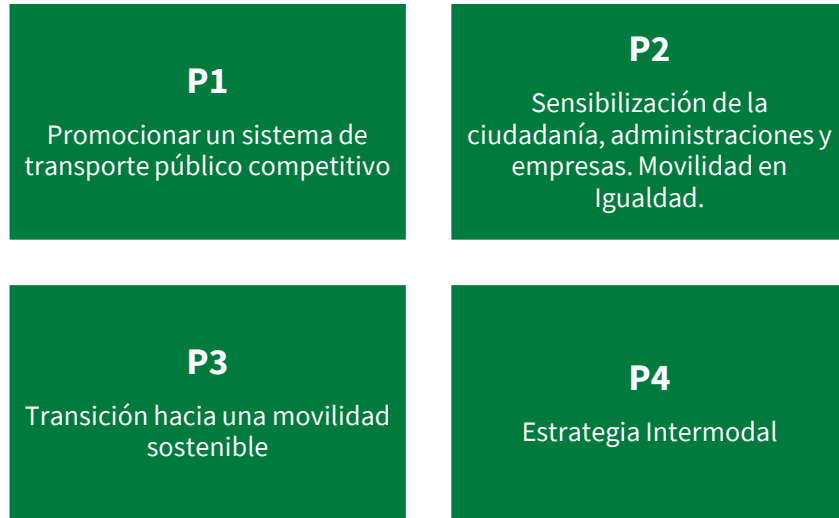 P1
Promocionar un sistema de
transporte público competitivo
P2
Sensibilización de la
ciudadanía, administraciones y
empresas. Movilidad en
Igualdad.
P3
Transición hacia una movilidad
sostenible
P4
Estrategia Intermodal